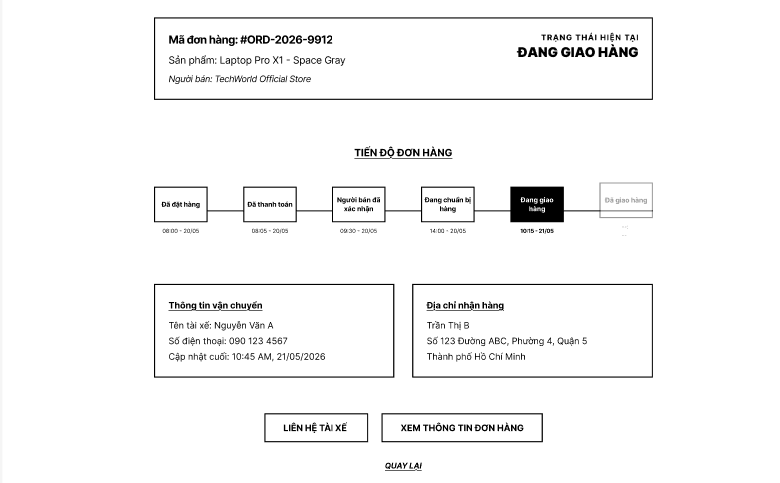 Mã đơn hàng: #ORD-2026-9912
Sản phẩm: Laptop Pro X1 - Space Gray
Người bán: TechWorld Official Store
TRẠNG THÁI HIỆN TẠI
ĐANG GIAO HÀNG
TIẾN ĐỘ ĐƠN HÀNG
Đã đặt hàng
08:00 - 20/05
Đã thanh toán
08:05 - 20/05
Người bán đã
xác nhận
09:30 - 20/05
Đang chuẩn bị
hàng
14:00 - 20/05
Đang giao
hàng
10:15 - 21/05
Đã giao hàng
Thông tin vận chuyển
Tên tài xế: Nguyễn Văn A
Số điện thoại: 090 123 4567
Cập nhật cuối: 10:45 AM, 21/05/2026
Địa chỉ nhận hàng
Trần Thị B
Số 123 Đường ABC, Phường 4, Quận 5
Thành phố Hồ Chí Minh
LIÊN HỆ TÀI XẾ
XEM THÔNG TIN ĐƠN HÀNG
QUAY LẠI